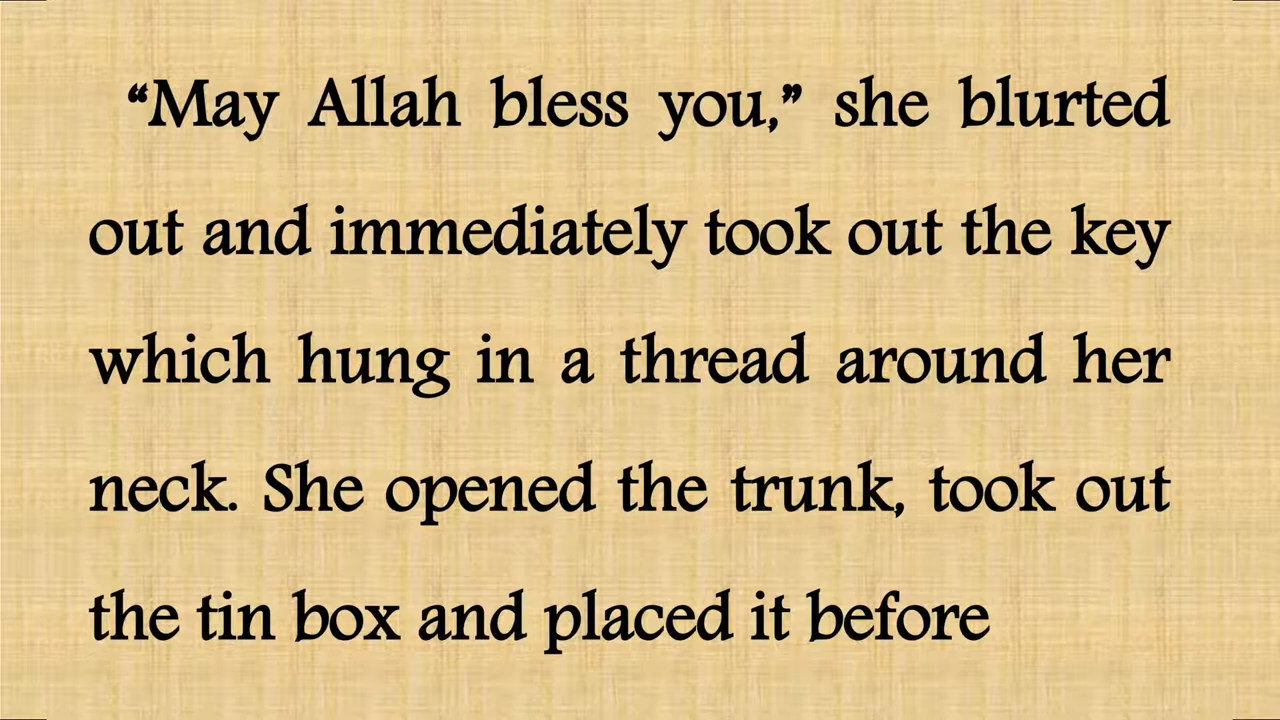 “May Allah bless you,” she blurted
out and immediately took out the key
which hung in a thread around her
neck. She opened the trunk, took out
the tin box and placed it before